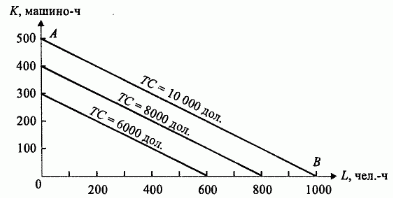 K, машино-ч
500
A
400
300
200
100
0
TC = 10 000 дол.
TC = 8000 дол.
TC = 6000 дол.
B
200
400
600
800
1000
L, чел.-ч